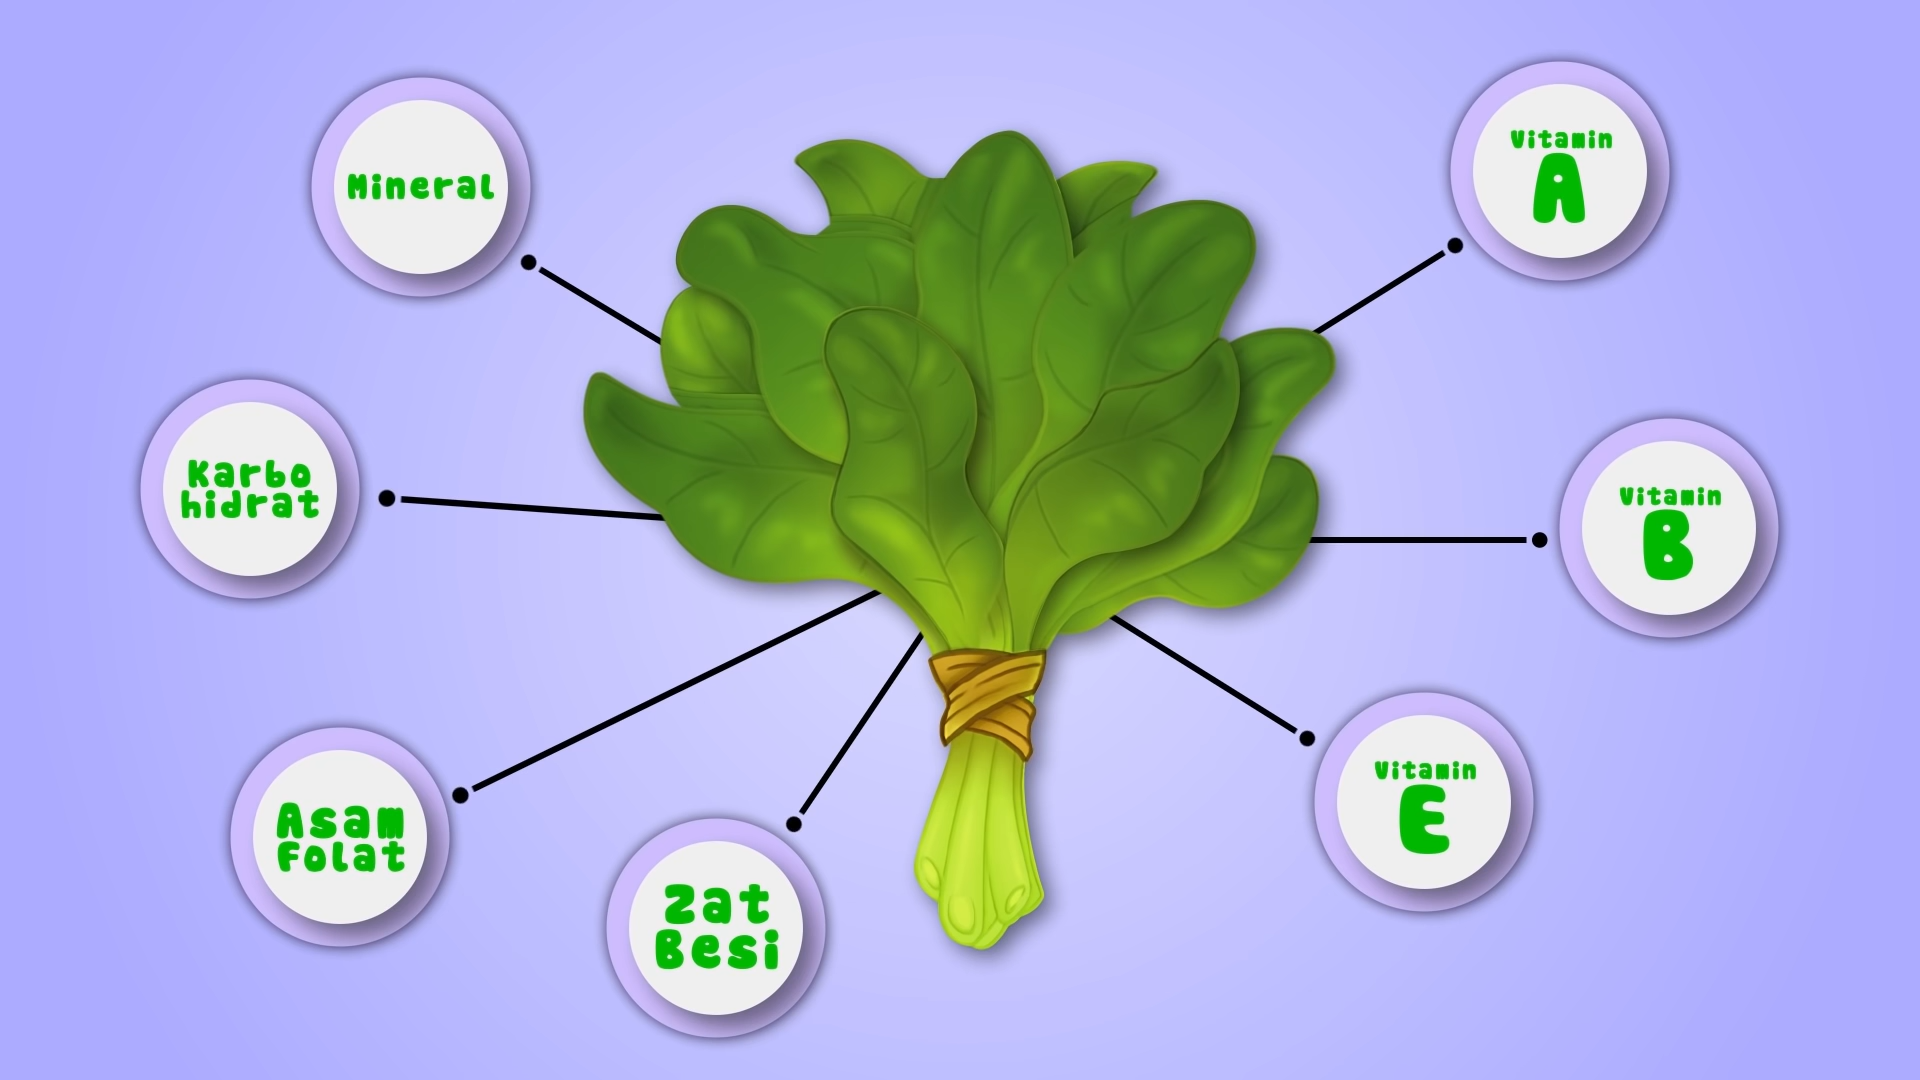 Mineral
Karbo
hidrat
Asam
Folat
Zat
Besi
Vitamin
A
Vitamin
B
Vitamin
E